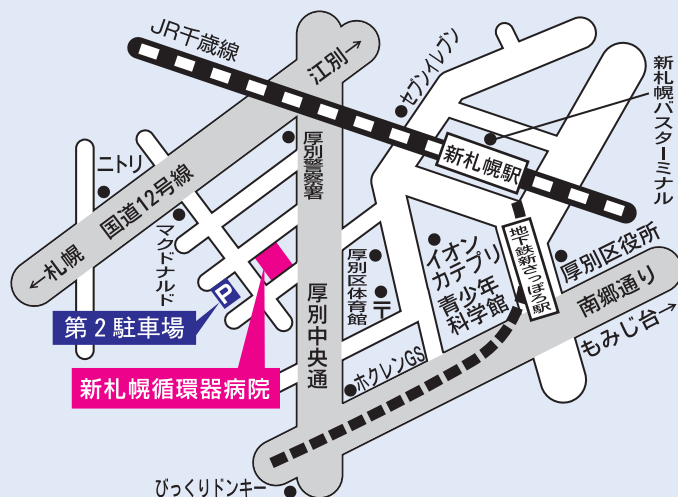 JR千歳線
江別→
セブンイレブン
新札幌バスターミナル
新札幌駅
厚別警察署
ニトリ
国道12号線
←札幌
マクドナルド
P
第2駐車場
新札幌循環器病院
厚別中央通
厚別区体育館
〒
イオン
カテプリ
青少年
科学館
地下鉄新さっぽろ駅
厚別区役所
南郷通り
もみじ台→
ホクレンGS
びっくりドンキー